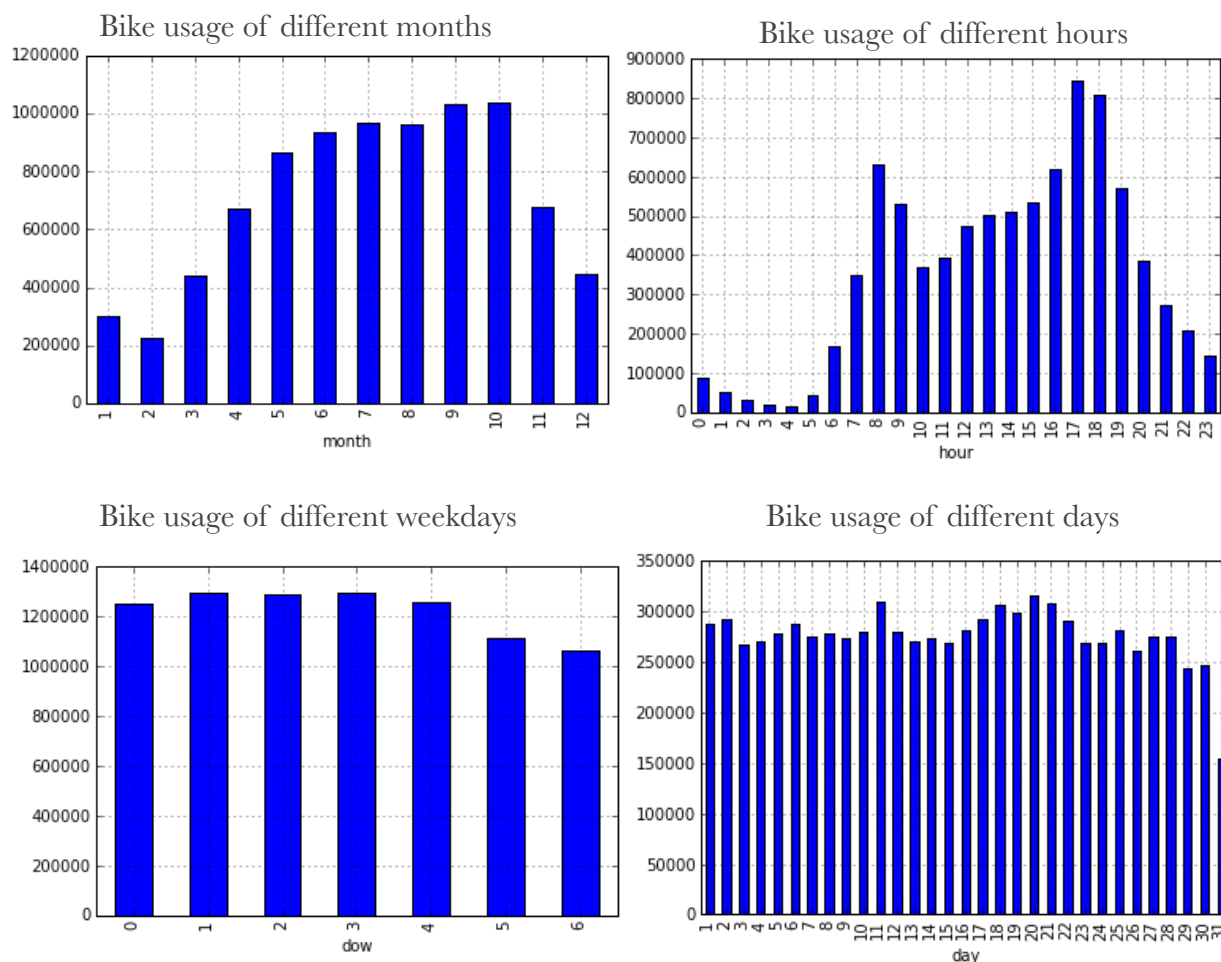 Bike usage of different months
1200000
1000000
800000
600000
400000
200000
0
1 2 3 4 5 6 7 8 9 10 11 12
month
Bike usage of different hours
900000
800000
700000
600000
500000
400000
300000
200000
100000
0
0 1 2 3 4 5 6 7 8 9 10 11 12 13 14 15 16 17 18 19 20 21 22 23
hour
Bike usage of different weekdays
1400000
1200000
1000000
800000
600000
400000
200000
0
0 1 2 3 4 5 6
dow
Bike usage of different days
350000
300000
250000
200000
150000
100000
50000
0
1 2 3 4 5 6 7 8 9 10 11 12 13 14 15 16 17 18 19 20 21 22 23 24 25 26 27 28 29 30 31
day